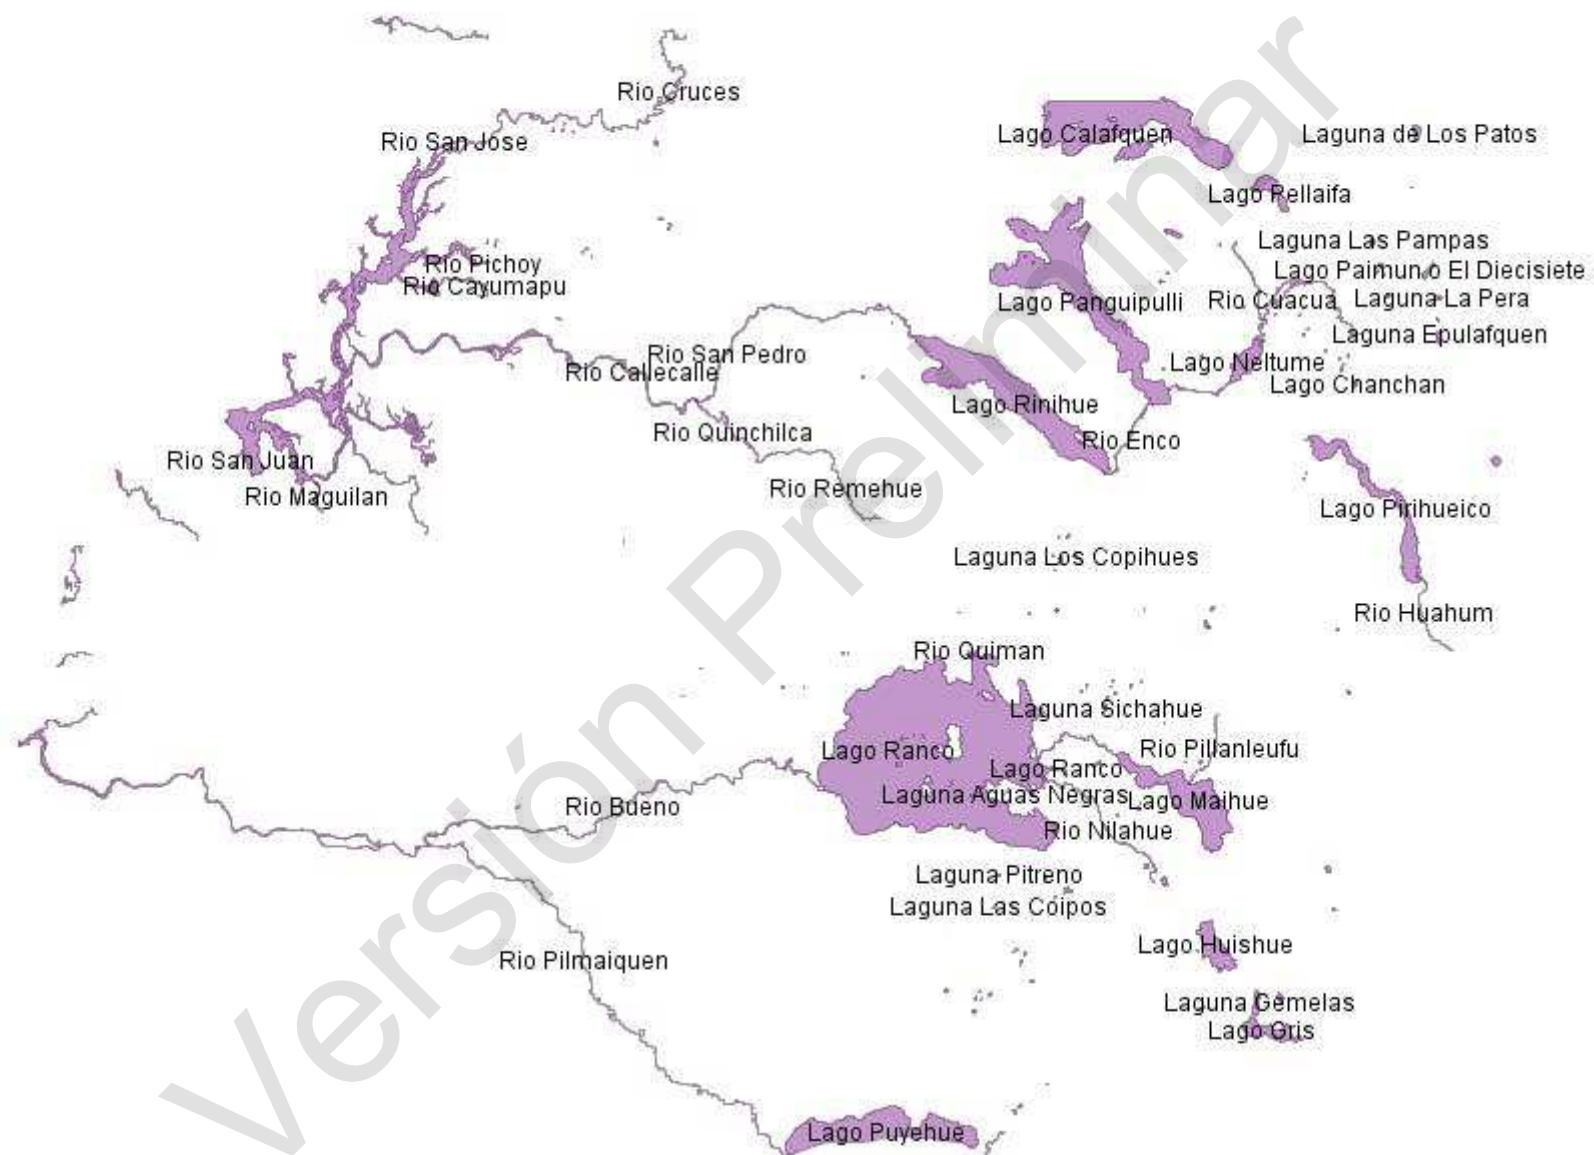 Rio Cruces
Rio San Jose
Lago Calafquen
Laguna de Los Patos
Lago Pellaifa
Laguna Las Pampas
Rio Pichoy
Lago Paimun o El Diecisiete
Rio Cayumapu
Lago Panguipulli
Rio Cuacua
Laguna La Pera
Laguna Epulafquen
Rio San Pedro
Lago Neltume
Rio Callecalle
Lago Chanchan
Lago Rinihue
Rio Quinchilca
Rio Enco
Rio San Juan
Rio Maguilan
Rio Remehue
Lago Pirihueico
Laguna Los Copihues
Rio Huahum
Rio Quiman
Laguna Sichahue
Lago Ranco
Rio Pillanleufu
Lago Ranco
Laguna Aguas Negras
Lago Maihue
Rio Bueno
Rio Nilahue
Laguna Pitreno
Laguna Las Coipos
Lago Huishue
Rio Pilmaiquen
Laguna Gemelas
Lago Gris
Lago Puyehue
Versión Preliminar